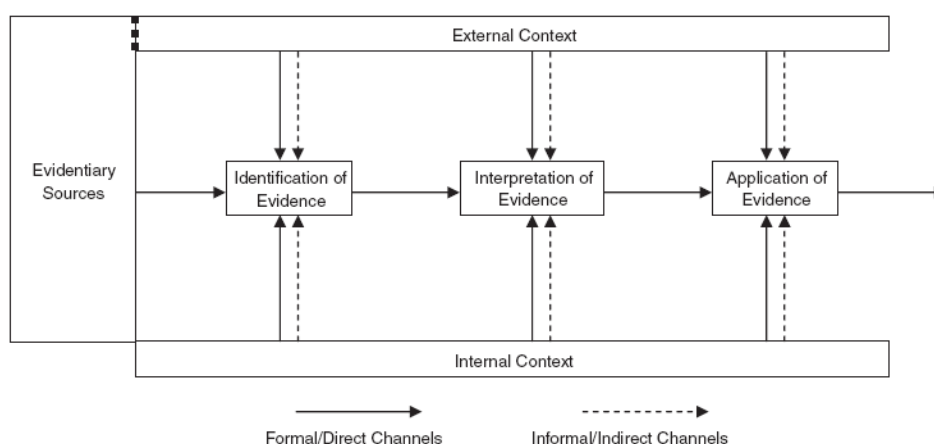 External Context
Evidentiary
Sources
Identification of
Evidence
Interpretation of
Evidence
Application of
Evidence
Internal Context
Formal/Direct Channels
Informal/Indirect Channels